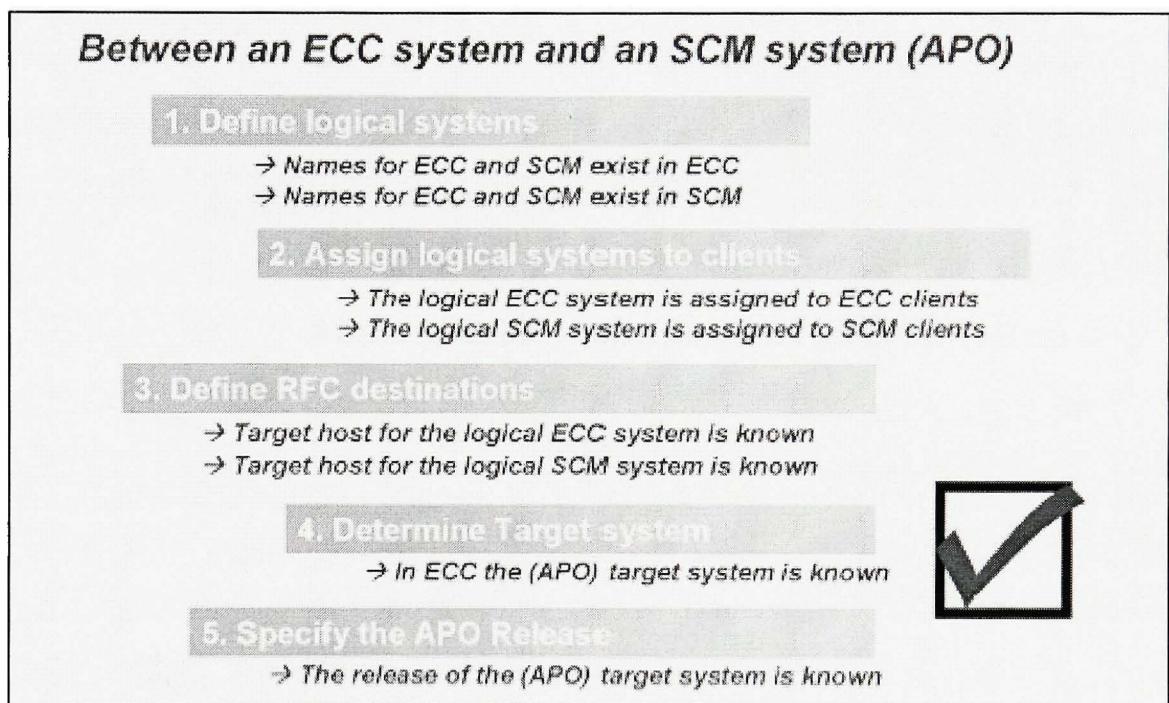 Between an ECC system and an SCM system (APO)
1. Define logical systems
→ Names for ECC and SCM exist in ECC
→ Names for ECC and SCM exist in SCM
2. Assign logical systems to clients
→ The logical ECC system is assigned to ECC clients
→ The logical SCM system is assigned to SCM clients
3. Define RFC destinations
→ Target host for the logical ECC system is known
→ Target host for the logical SCM system is known
4. Determine Target system
→ In ECC the (APO) target system is known
5. Specify the APO Release
→ The release of the (APO) target system is known